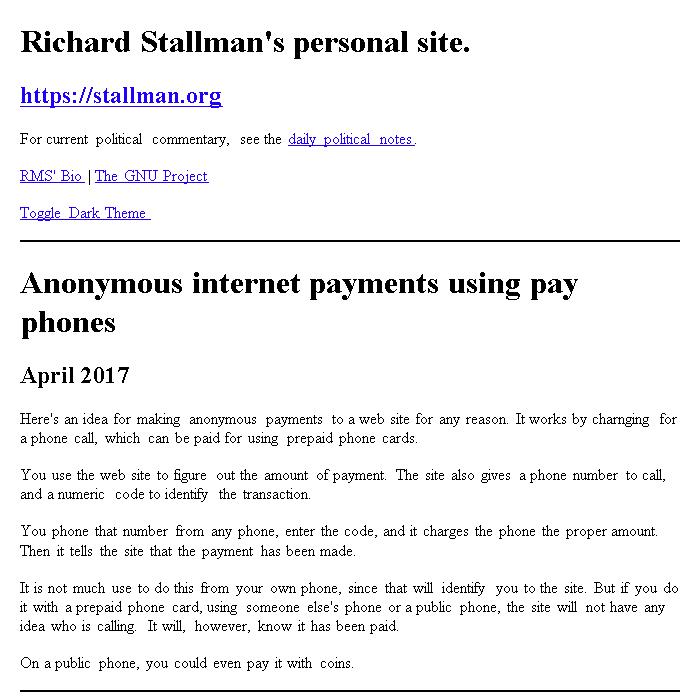 Richard Stallman's personal site.
https://stallman.org
For current political commentary, see the daily political notes.
RMS' Bio | The GNU Project
Toggle Dark Theme
Anonymous internet payments using pay
phones
April 2017
Here's an idea for making anonymous payments to a web site for any reason. It works by charnging for
a phone call, which can be paid for using prepaid phone cards.
You use the web site to figure out the amount of payment. The site also gives a phone number to call,
and a numeric code to identify the transaction.
You phone that number from any phone, enter the code, and it charges the phone the proper amount.
Then it tells the site that the payment has been made.
It is not much use to do this from your own phone, since that will identify you to the site. But if you do
it with a prepaid phone card, using someone else's phone or a public phone, the site will not have any
idea who is calling. It will, however, know it has been paid.
On a public phone, you could even pay it with coins.